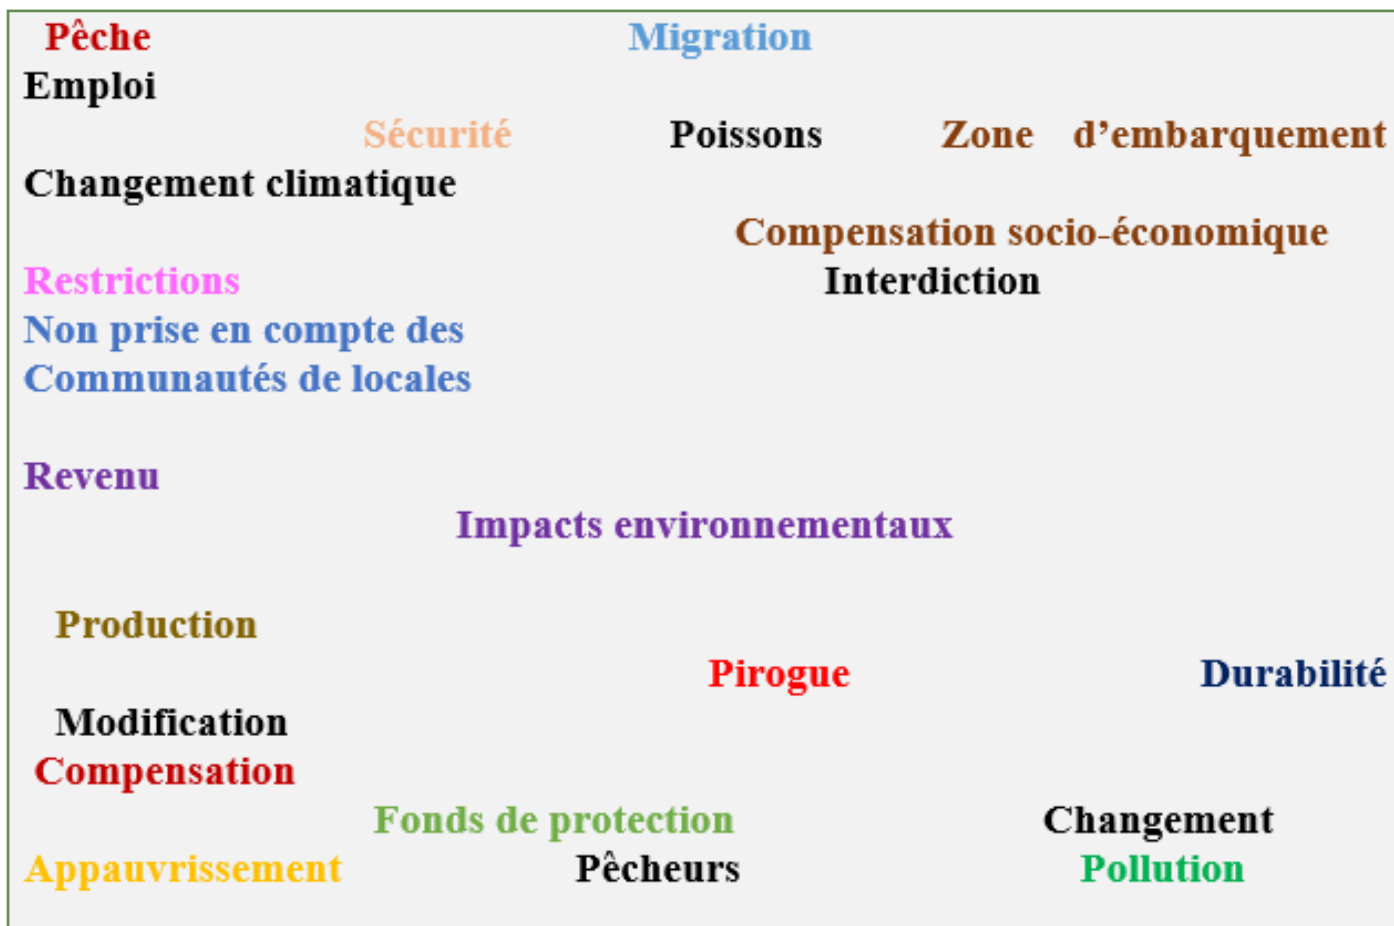 Pêche Migration
Emploi
Sécurité Poissons Zone d’embarquement
Changement climatique
Compensation socio-économique
Restrictions Interdiction
Non prise en compte des
Communautés de locales
Revenu
Impacts environnementaux
Production
Pirogue Durabilité
Modification
Compensation
Fonds de protection Changement
Appauvrissement Pêcheurs Pollution